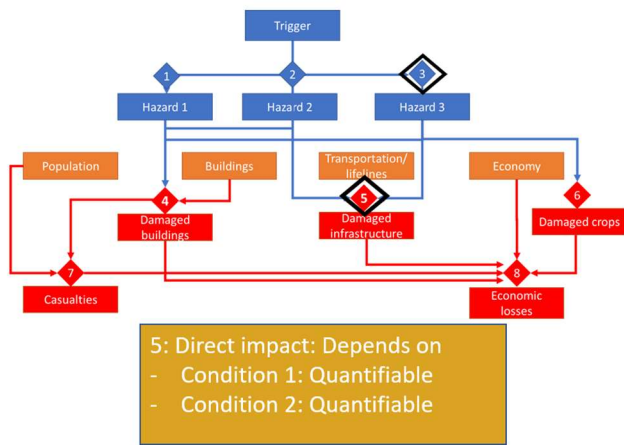 Trigger
1
2
3
Hazard 1
Hazard 2
Hazard 3
Population
Buildings
Transportation/
lifelines
Economy
4
5
6
Damaged
buildings
Damaged
infrastructure
Damaged crops
7
8
Casualties
Economic
losses
5: Direct impact: Depends on
- Condition 1: Quantifiable
- Condition 2: Quantifiable